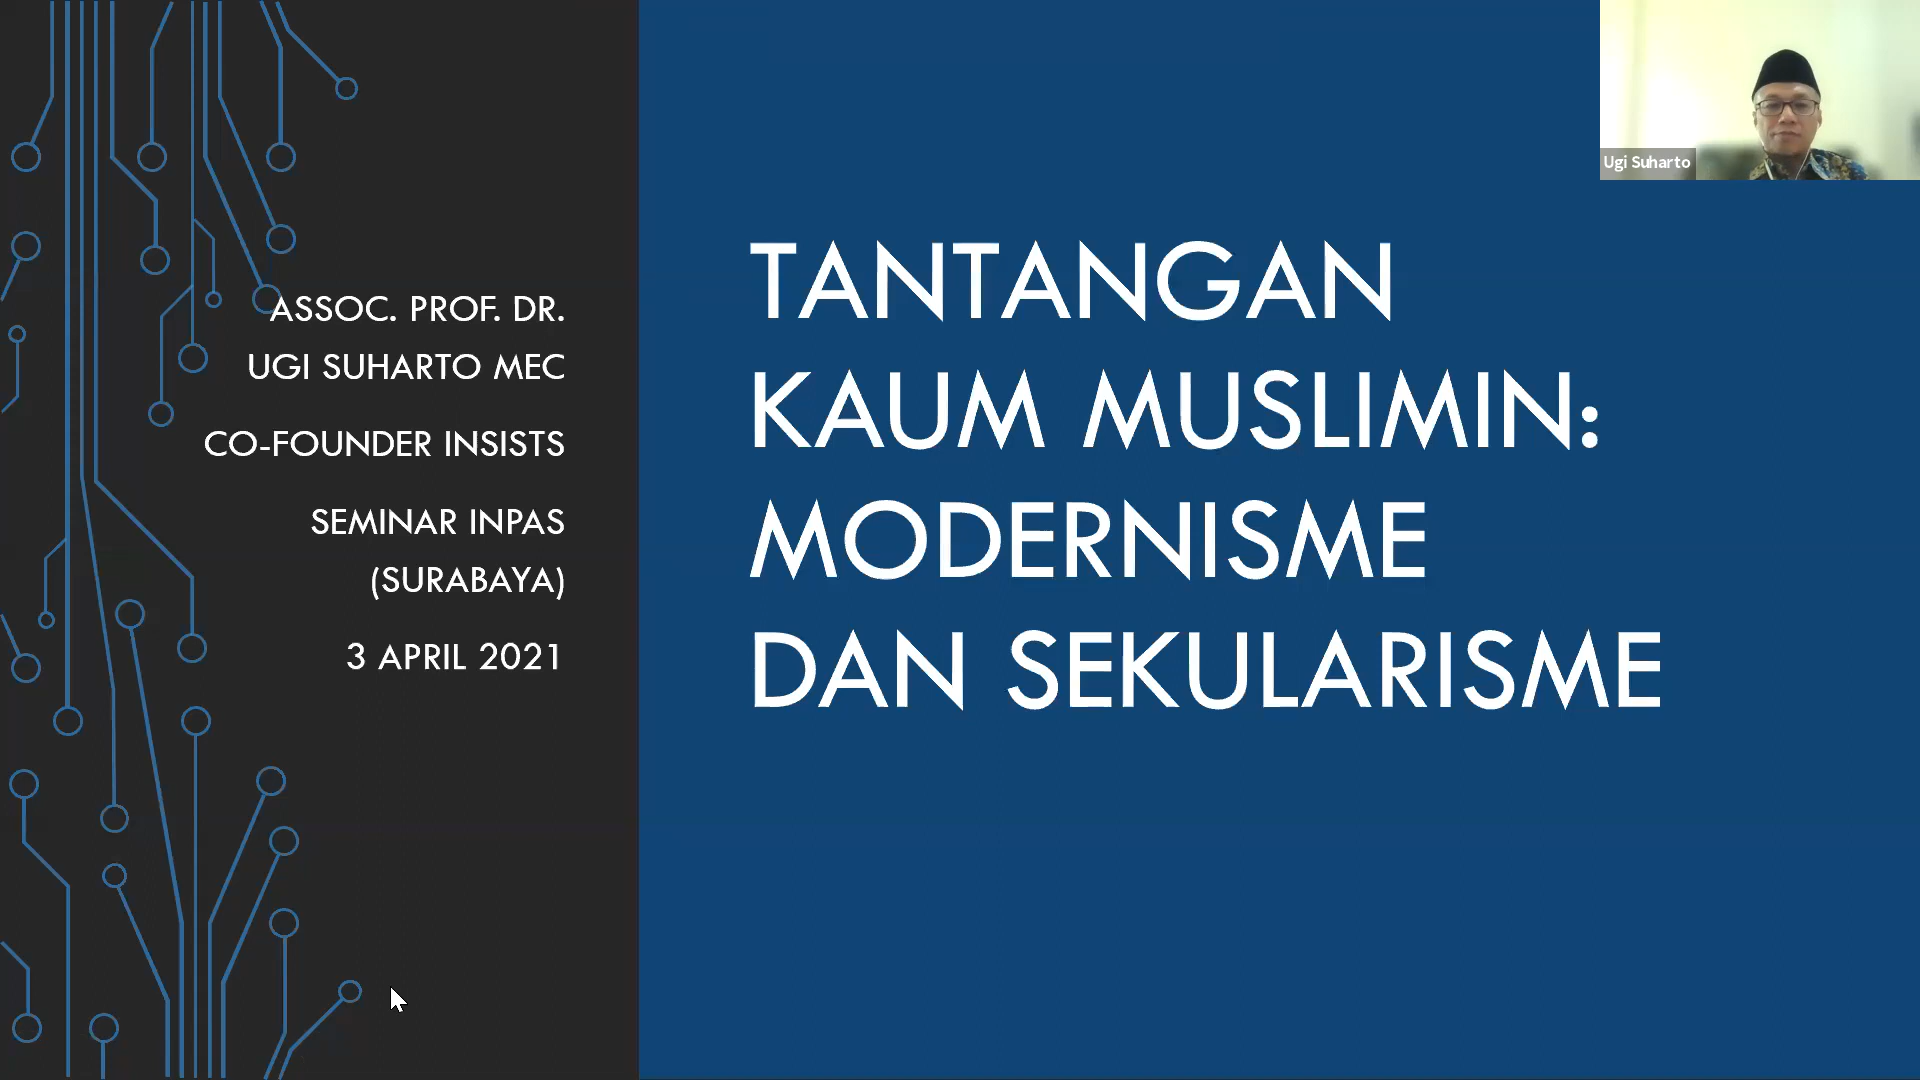 ASSOC. PROF. DR.
UGI SUHARTO MEC
CO-FOUNDER INSISTS
SEMINAR INPAS
(SURABAYA)
3 APRIL 2021
TANTANGAN
KAUM MUSLIMIN:
MODERNISME
DAN SEKULARISME
Ugi Suharto